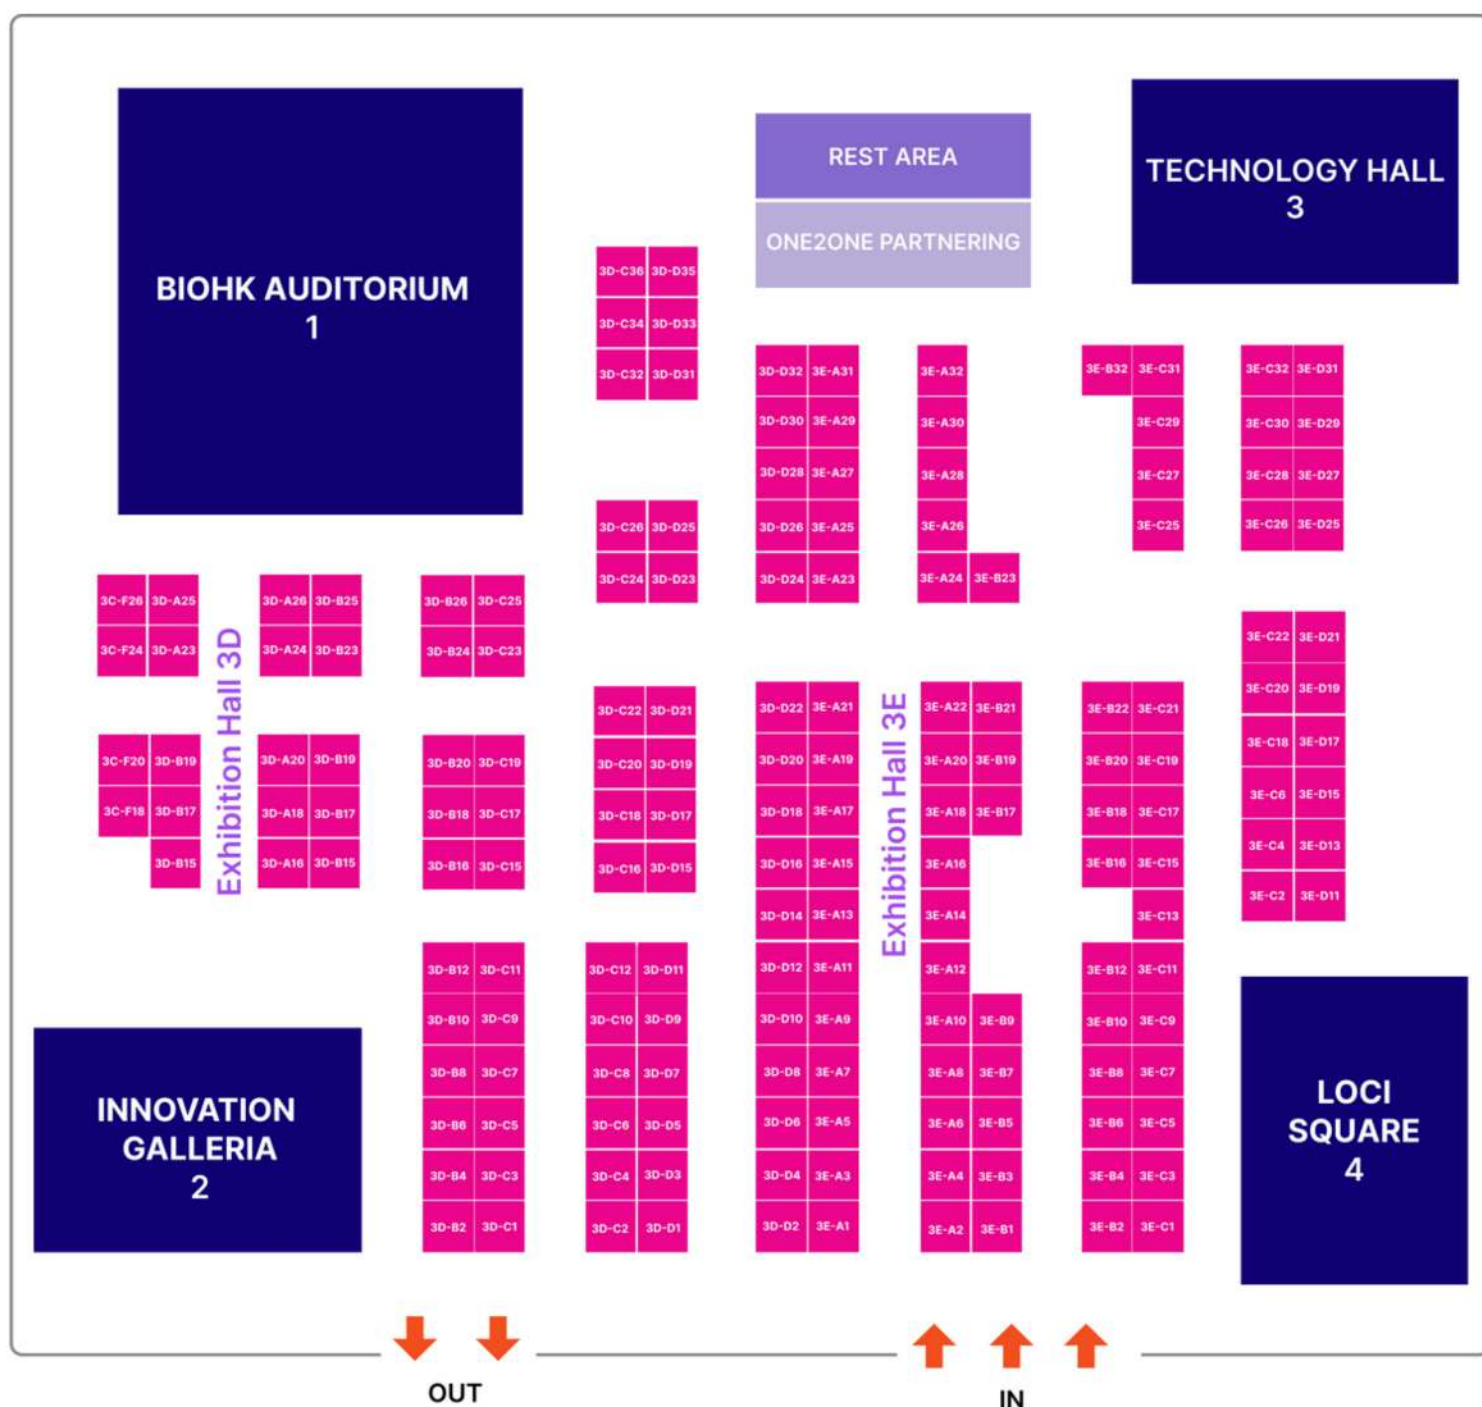 REST AREA
ONE2ONE PARTNERING
TECHNOLOGY HALL
3
BIOHK AUDITORIUM
1
3D-C36 3D-D35
3D-C34 3D-D33
3D-C32 3D-D31
3D-D32 3E-A31
3D-D30 3E-A29
3D-D28 3E-A27
3D-D26 3E-A25
3D-D24 3E-A23
3E-A32
3E-A30
3E-A28
3E-A26
3E-A24 3E-B23
3E-B32 3E-C31
3E-C29
3E-C27
3E-C25
3E-C32 3E-D31
3E-C30 3E-D29
3E-C28 3E-D27
3E-C26 3E-D25
3D-C26 3D-D25
3D-C24 3D-D23
3C-F26 3D-A25
3C-F24 3D-A23
3D-A26 3D-B25
3D-A24 3D-B23
3D-B26 3D-C25
3D-B24 3D-C23
Exhibition Hall 3D
3C-F20 3D-B19
3C-F18 3D-B17
3D-B15
3D-A20 3D-B19
3D-A18 3D-B17
3D-A16 3D-B15
3D-B20 3D-C19
3D-B18 3D-C17
3D-B16 3D-C15
3D-C22 3D-D21
3D-C20 3D-D19
3D-C18 3D-D17
3D-C16 3D-D15
3D-D22 3E-A21
3D-D20 3E-A19
3D-D18 3E-A17
3D-D16 3E-A15
3D-D14 3E-A13
3D-D12 3E-A11
3D-D10 3E-A9
3D-D8 3E-A7
3D-D6 3E-A5
3D-D4 3E-A3
3D-D2 3E-A1
Exhibition Hall 3E
3E-A22 3E-B21
3E-A20 3E-B19
3E-A18 3E-B17
3E-A16
3E-A14
3E-A12
3E-A10 3E-B9
3E-A8 3E-B7
3E-A6 3E-B5
3E-A4 3E-B3
3E-A2 3E-B1
3E-B22 3E-C21
3E-B20 3E-C19
3E-B18 3E-C17
3E-B16 3E-C15
3E-C13
3E-B12 3E-C11
3E-B10 3E-C9
3E-B8 3E-C7
3E-B6 3E-C5
3E-B4 3E-C3
3E-B2 3E-C1
3E-C22 3E-D21
3E-C20 3E-D19
3E-C18 3E-D17
3E-C6 3E-D15
3E-C4 3E-D13
3E-C2 3E-D11
3D-B12 3D-C11
3D-B10 3D-C9
3D-B8 3D-C7
3D-B6 3D-C5
3D-B4 3D-C3
3D-B2 3D-C1
3D-C12 3D-D11
3D-C10 3D-D9
3D-C8 3D-D7
3D-C6 3D-D5
3D-C4 3D-D3
3D-C2 3D-D1
INNOVATION
GALLERIA
2
LOCI
SQUARE
4
OUT
IN